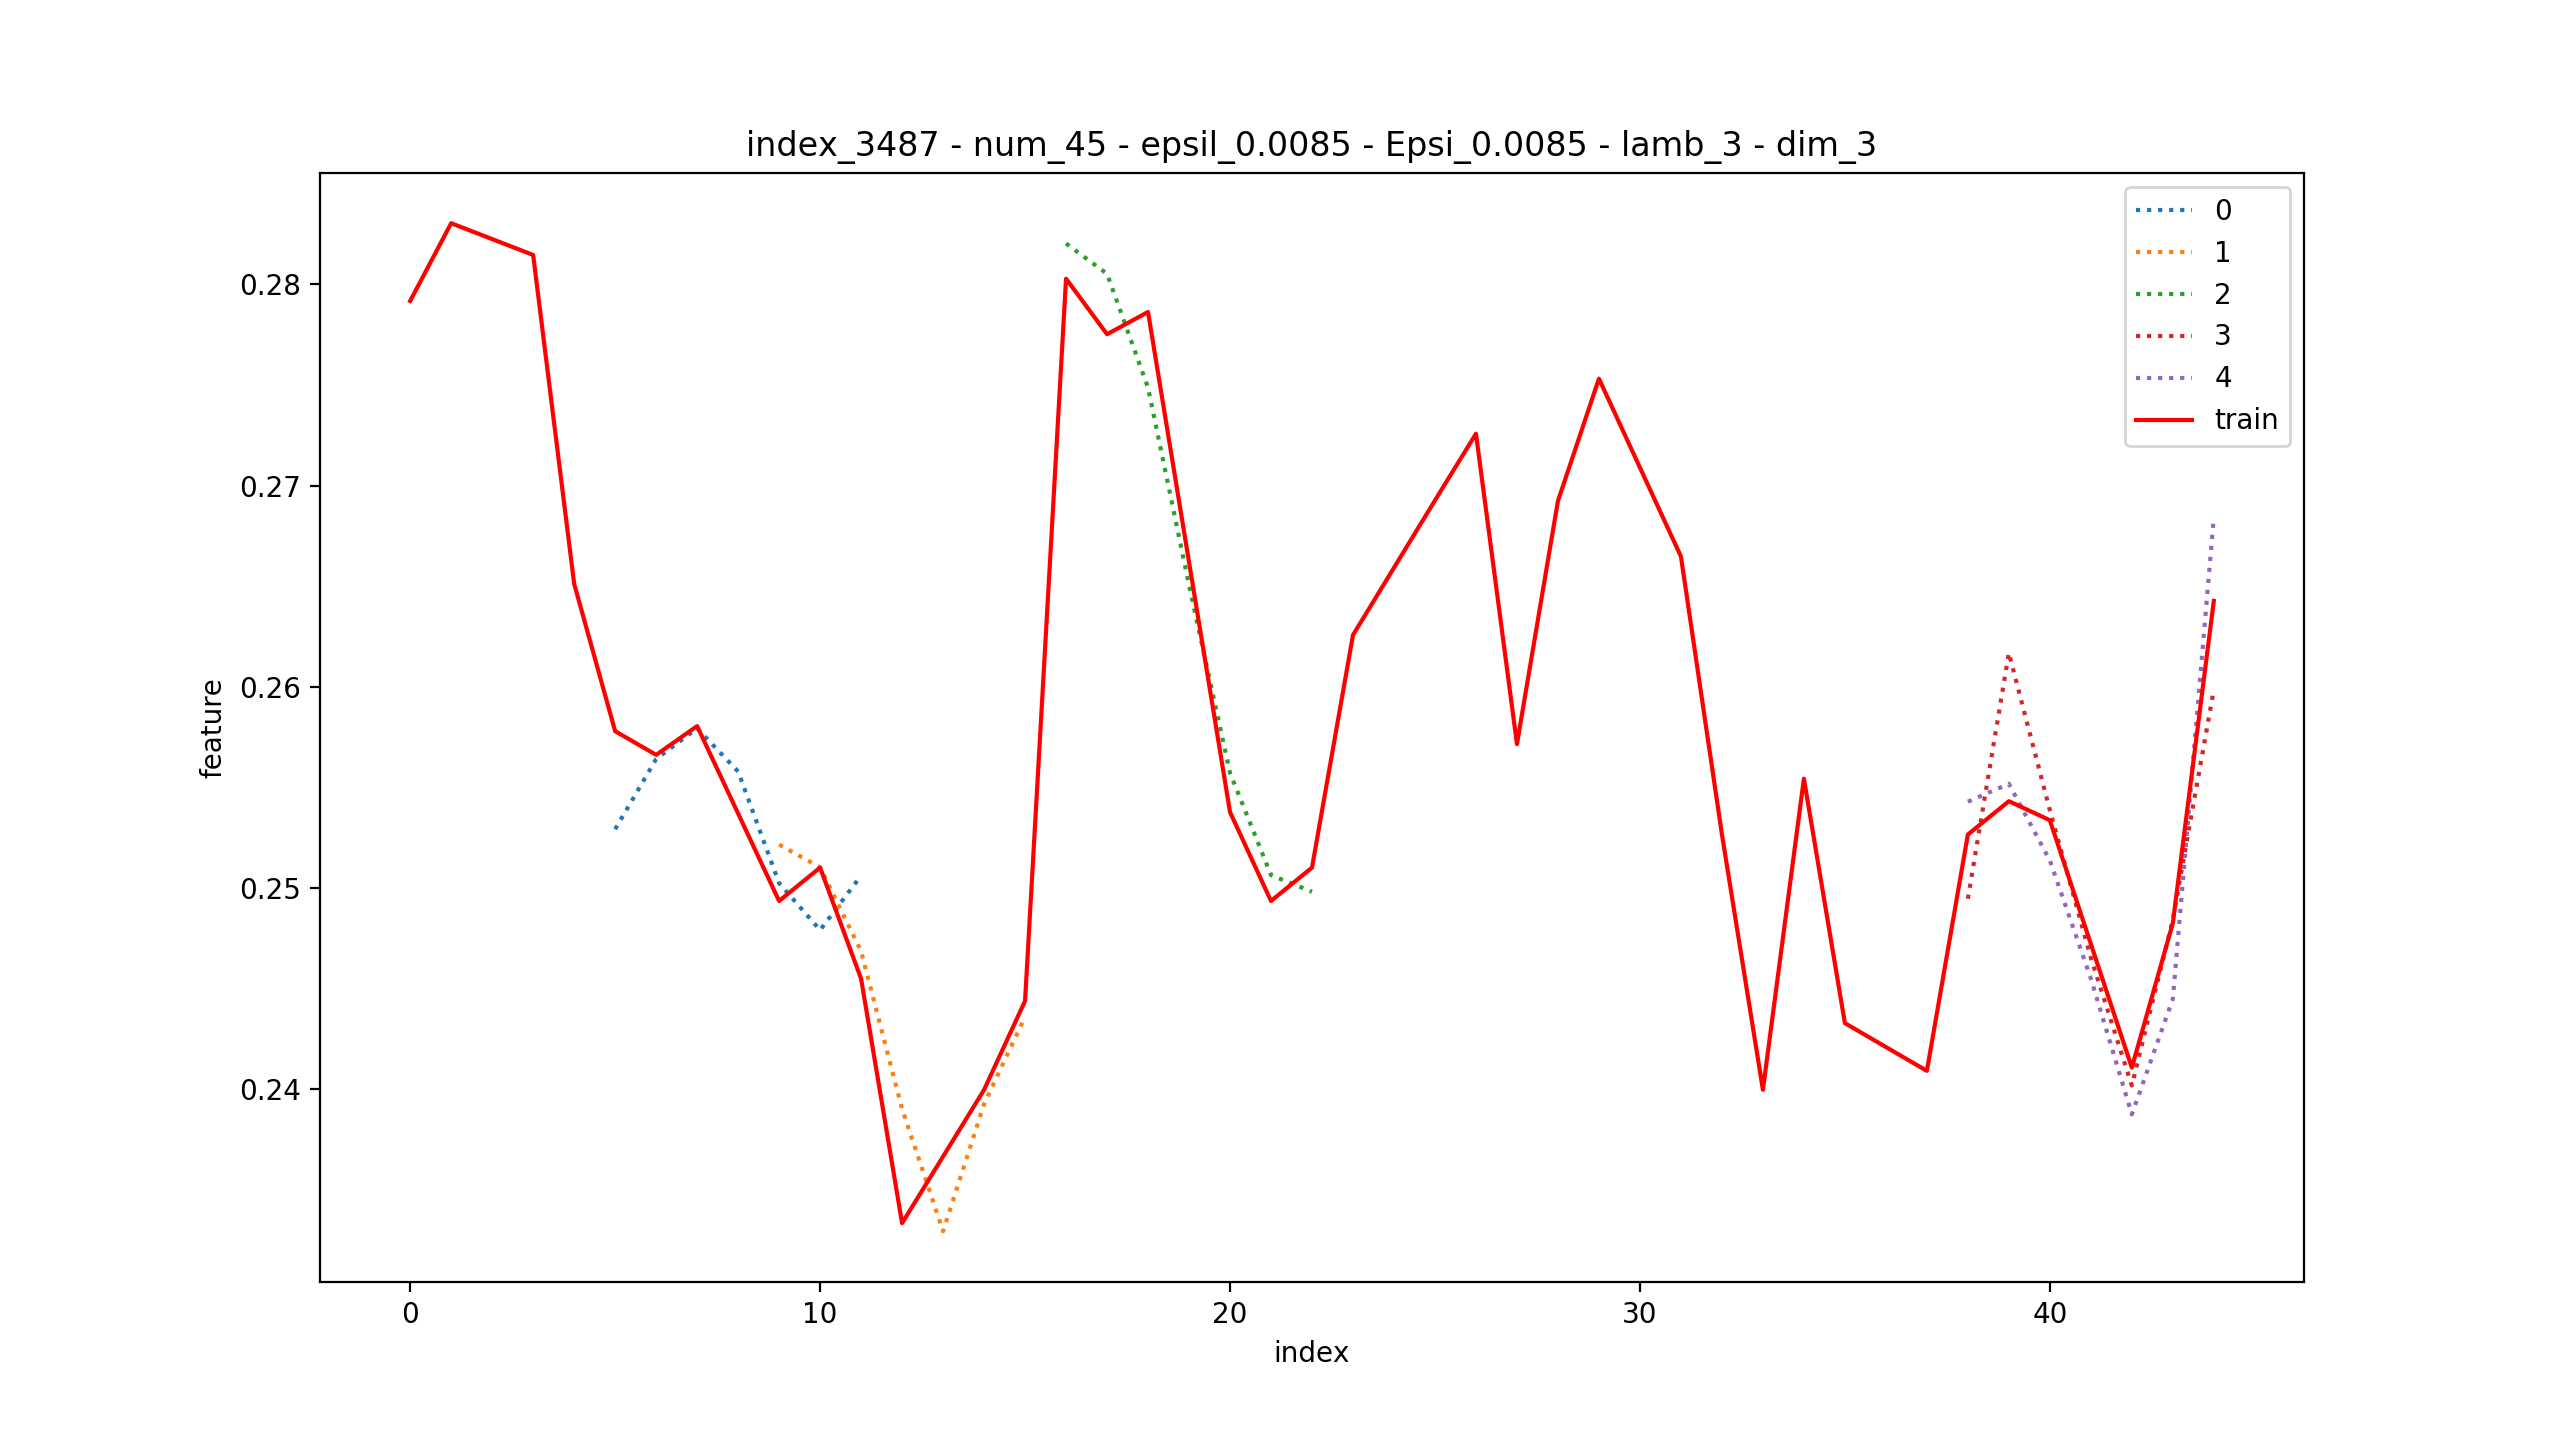 index_3487 - num_45 - epsil_0.0085 - Epsi_0.0085 - lamb_3 - dim_3
0
1
2
3
4
train
0.28
0.27
0.26
0.25
0.24
feature
0 10 20 30 40
index